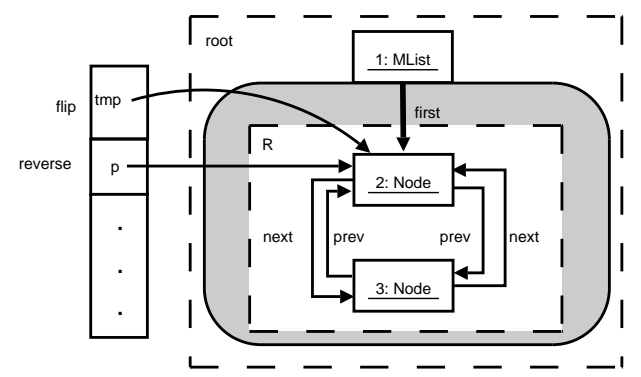 root
1: MList
flip
tmp
first
R
reverse
p
2: Node
next
prev
prev
next
3: Node
.
.
.